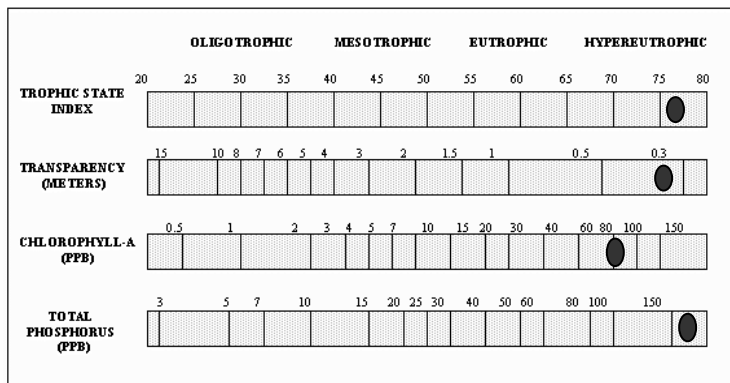 OLIGOTROPHIC MESOTROPHIC EUTROPHIC HYPEREUTROPHIC
20 25 30 35 40 45 50 55 60 65 70 75 80
TROPHIC STATE
INDEX
15 10 8 7 6 5 4 3 2 1.5 1 0.5 0.3
TRANSPARENCY
(METERS)
0.5 1 2 3 4 5 7 10 15 20 30 40 60 80 100 150
CHLOROPHYLL-A
(PPB)
3 5 7 10 15 20 25 30 40 50 60 80 100 150
TOTAL
PHOSPHORUS
(PPB)